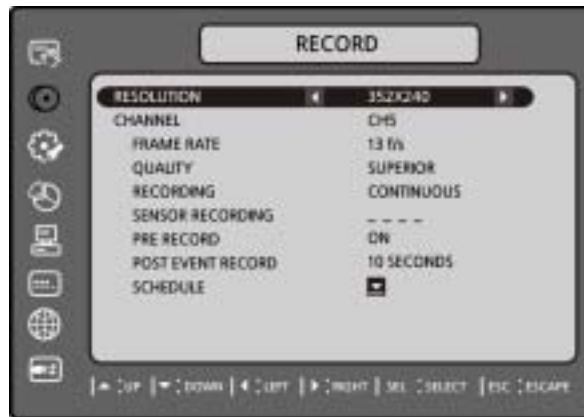 RECORD
RESOLUTION 352X240
CHANNEL CH5
FRAME RATE 13 f/s
QUALITY SUPERIOR
RECORDING CONTINUOUS
SENSOR RECORDING _ _ _ _
PRE RECORD ON
POST EVENT RECORD 10 SECONDS
SCHEDULE
UP DOWN LEFT RIGHT SEL SELECT ESC ESCAPE